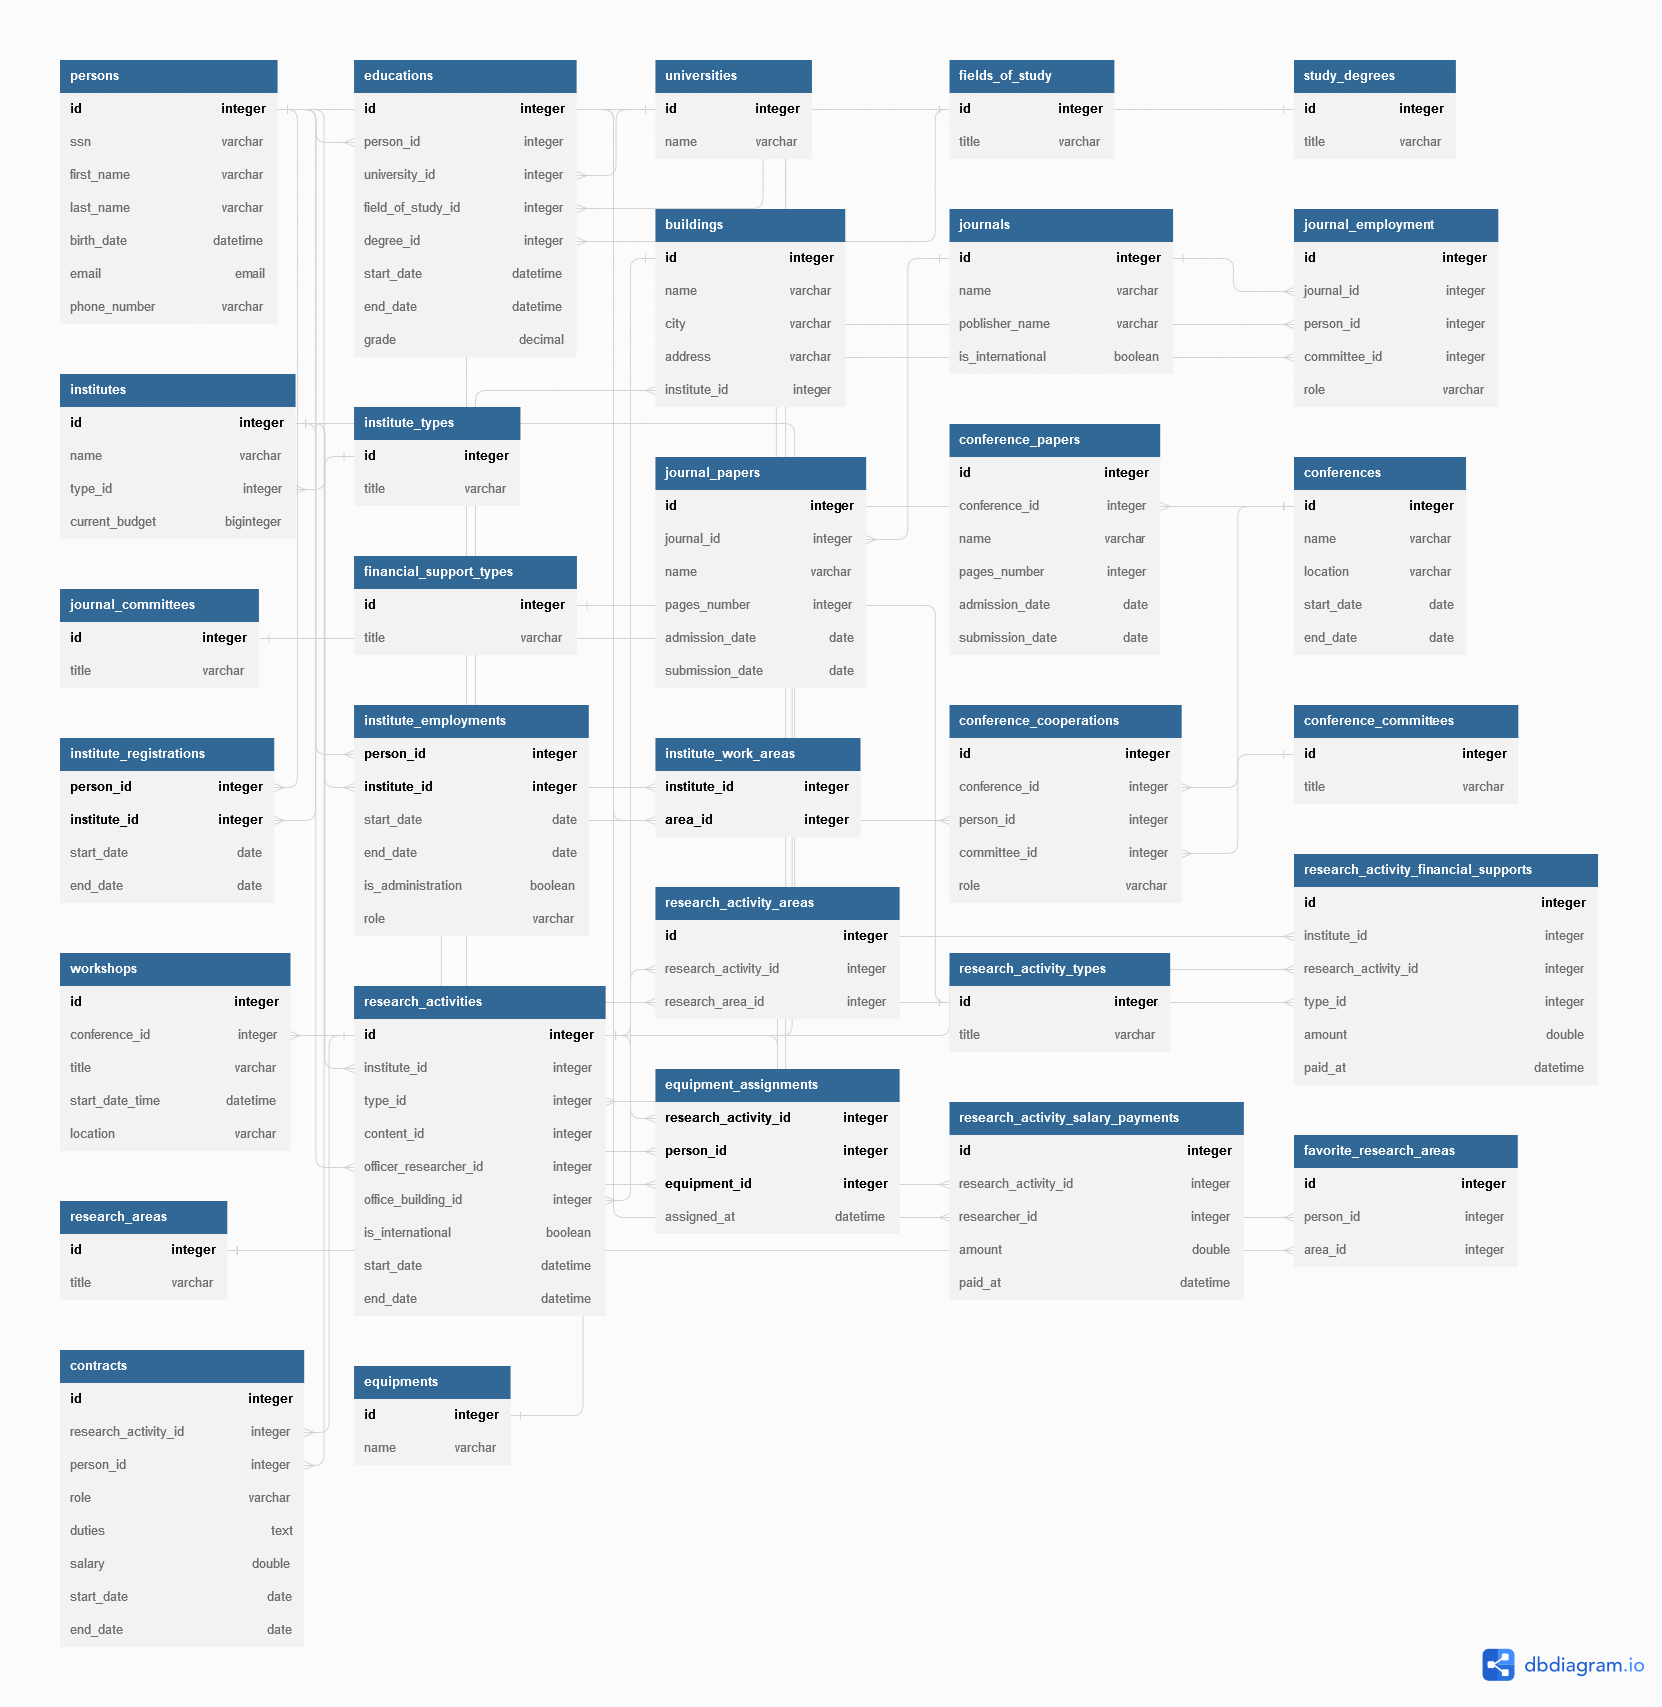 persons
id integer
ssn varchar
first_name varchar
last_name varchar
birth_date datetime
email email
phone_number varchar
institutes
id integer
name varchar
type_id integer
current_budget biginteger
journal_committees
id integer
title varchar
institute_registrations
person_id integer
institute_id integer
start_date date
end_date date
workshops
id integer
conference_id integer
title varchar
start_date_time datetime
location varchar
research_areas
id integer
title varchar
contracts
id integer
research_activity_id integer
person_id integer
role varchar
duties text
salary double
start_date date
end_date date
educations
id integer
person_id integer
university_id integer
field_of_study_id integer
degree_id integer
start_date datetime
end_date datetime
grade decimal
institute_types
id integer
title varchar
financial_support_types
id integer
title varchar
institute_employments
person_id integer
institute_id integer
start_date date
end_date date
is_administration boolean
role varchar
research_activities
id integer
institute_id integer
type_id integer
content_id integer
officer_researcher_id integer
office_building_id integer
is_international boolean
start_date datetime
end_date datetime
equipments
id integer
name varchar
universities
id integer
name varchar
buildings
id integer
name varchar
city varchar
address varchar
institute_id integer
journal_papers
id integer
journal_id integer
name varchar
pages_number integer
admission_date date
submission_date date
institute_work_areas
institute_id integer
area_id integer
research_activity_areas
id integer
research_activity_id integer
research_area_id integer
equipment_assignments
research_activity_id integer
person_id integer
equipment_id integer
assigned_at datetime
fields_of_study
id integer
title varchar
journals
id integer
name varchar
poblisher_name varchar
is_international boolean
conference_papers
id integer
conference_id integer
name varchar
pages_number integer
admission_date date
submission_date date
conference_cooperations
id integer
conference_id integer
person_id integer
committee_id integer
role varchar
research_activity_types
id integer
title varchar
research_activity_salary_payments
id integer
research_activity_id integer
researcher_id integer
amount double
paid_at datetime
study_degrees
id integer
title varchar
journal_employment
id integer
journal_id integer
person_id integer
committee_id integer
role varchar
conferences
id integer
name varchar
location varchar
start_date date
end_date date
conference_committees
id integer
title varchar
research_activity_financial_supports
id integer
institute_id integer
research_activity_id integer
type_id integer
amount double
paid_at datetime
favorite_research_areas
id integer
person_id integer
area_id integer
dbdiagram.io